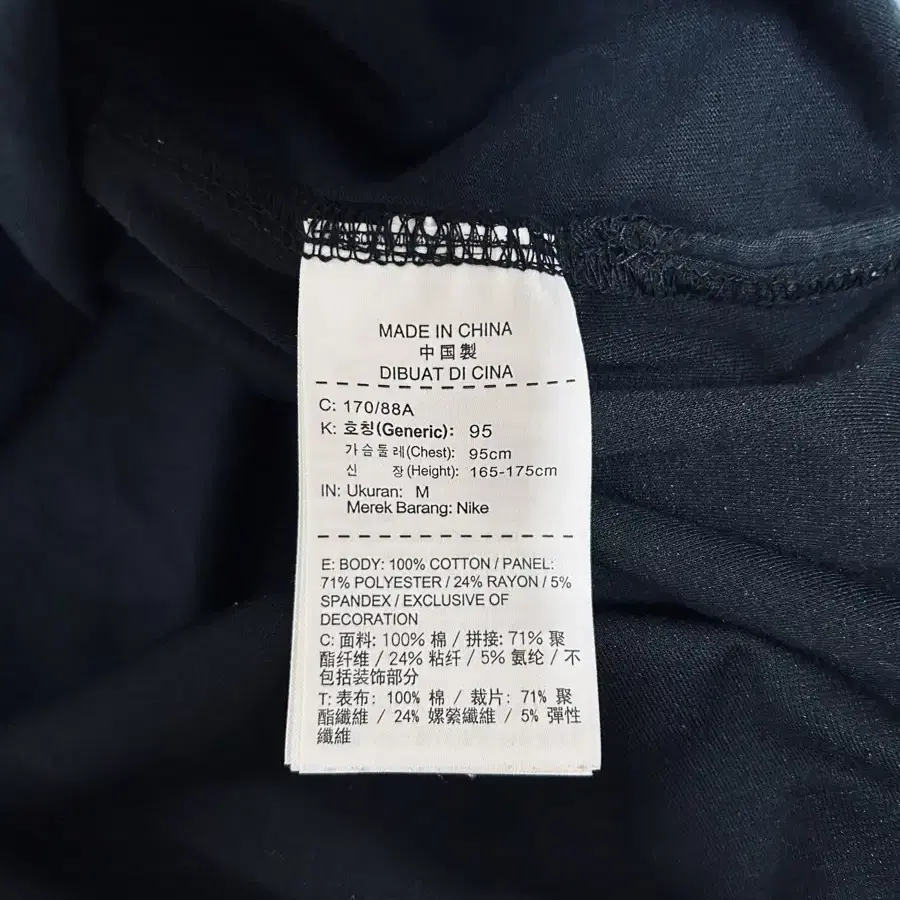 MADE IN CHINA
中国製
DIBUAT DI CINA
C: 170/88A
K: 호칭(Generic): 95
가슴둘레(Chest): 95cm
신 장(Height): 165-175cm
IN: Ukuran: M
Merek Barang: Nike
E: BODY: 100% COTTON / PANEL:
71% POLYESTER / 24% RAYON / 5%
SPANDEX / EXCLUSIVE OF
DECORATION
C: 面料: 100% 棉 / 拼接: 71% 聚
酯纤维 / 24% 粘纤 / 5% 氨纶 / 不
包括装饰部分
T: 表布: 100% 棉 / 裁片: 71% 聚
酯纖維 / 24% 嫘縈纖維 / 5% 彈性
纖維